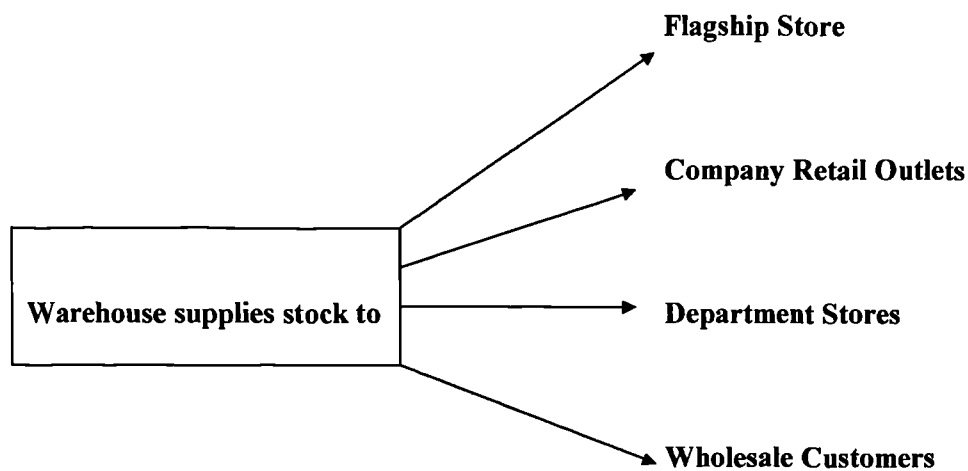 Flagship Store
Company Retail Outlets
Warehouse supplies stock to
Department Stores
Wholesale Customers